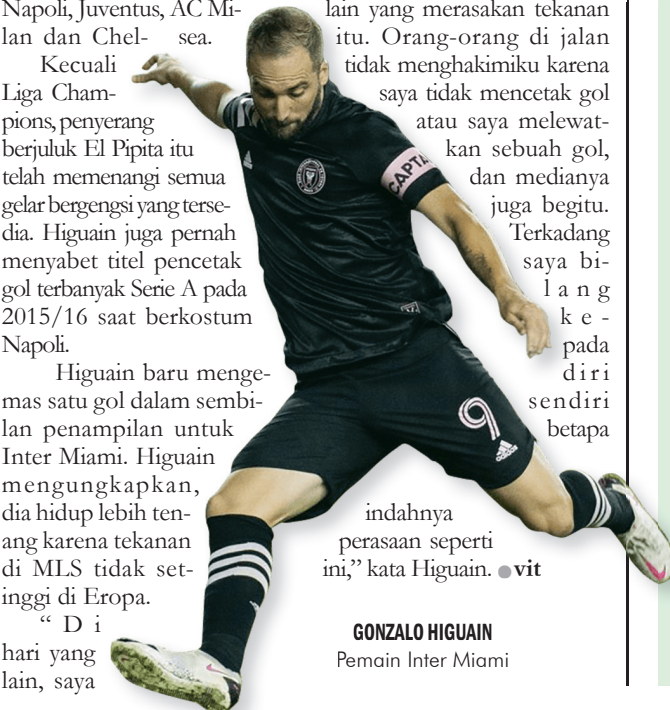 Napoli, Juventus, AC Mi-
lan dan Chel- sea.
Kecuali
Liga Cham-
pions, penyerang
berjuluk El Pipita itu
telah memenangi semua
gelar bergengsi yang terse-
dia. Higuain juga pernah
menyabet titel pencetak
gol terbanyak Serie A pada
2015/16 saat berkostum
Napoli.
Higuain baru menge-
mas satu gol dalam sembi-
lan penampilan untuk
Inter Miami. Higuain
mengungkapkan,
dia hidup lebih ten-
ang karena tekanan
di MLS tidak set-
inggi di Eropa.
“Di
hari yang
lain, saya
lain yang merasakan tekanan
itu. Orang-orang di jalan
tidak menghakimiku karena
saya tidak mencetak gol
atau saya melewat-
kan sebuah gol,
dan medianya
juga begitu.
Terkadang
saya bi-
lang
ke-
pada
diri
sendiri
betapa
indahnya
perasaan seperti
ini,” kata Higuain. ●vit
CAPTA
9
adidas
GONZALO HIGUAIN
Pemain Inter Miami